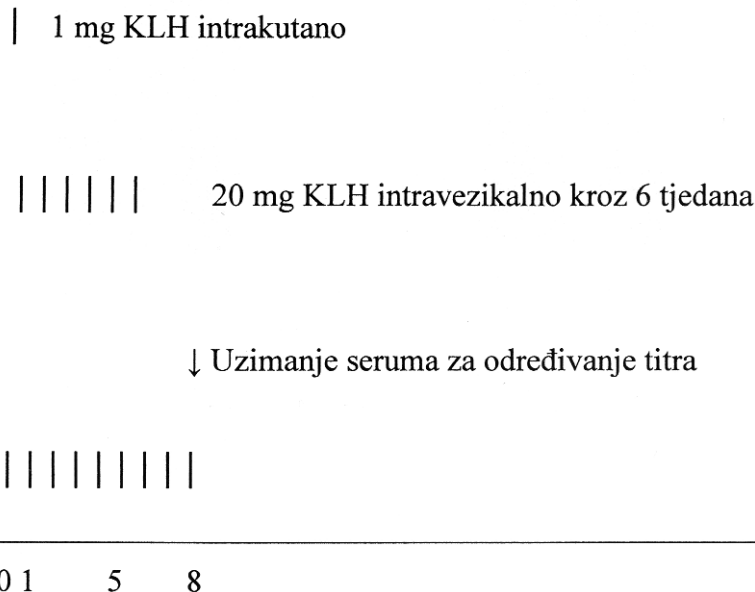 | 1 mg KLH intrakutano
| | | | | | 20 mg KLH intravezikalno kroz 6 tjedana
↓ Uzimanje seruma za određivanje titra
| | | | | | | | |
0 1 5 8